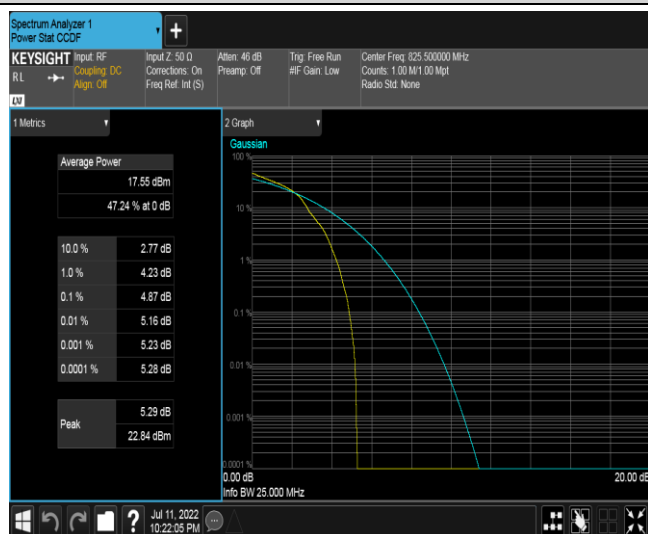 Spectrum Analyzer 1
Power Stat CCDF
+
KEYSIGHT
RL
LXI
Input: RF
Coupling: DC
Align: Off
Input Z: 50 Ω
Corrections: On
Freq Ref: Int (S)
Atten: 46 dB
Preamp: Off
Trig: Free Run
#IF Gain: Low
Center Freq: 825.500000 MHz
Counts: 1.00 M/1.00 Mpt
Radio Std: None
1 Metrics
Average Power
17.55 dBm
47.24 % at 0 dB
10.0 % 2.77 dB
1.0 % 4.23 dB
0.1 % 4.87 dB
0.01 % 5.16 dB
0.001 % 5.23 dB
0.0001 % 5.28 dB
Peak
5.29 dB
22.84 dBm
2 Graph
Gaussian
100 %
10 %
1 %
0.1 %
0.01 %
0.001 %
0.0001 %
0.00 dB
20.00 dB
Info BW 25.000 MHz
?
Jul 11, 2022
10:22:05 PM